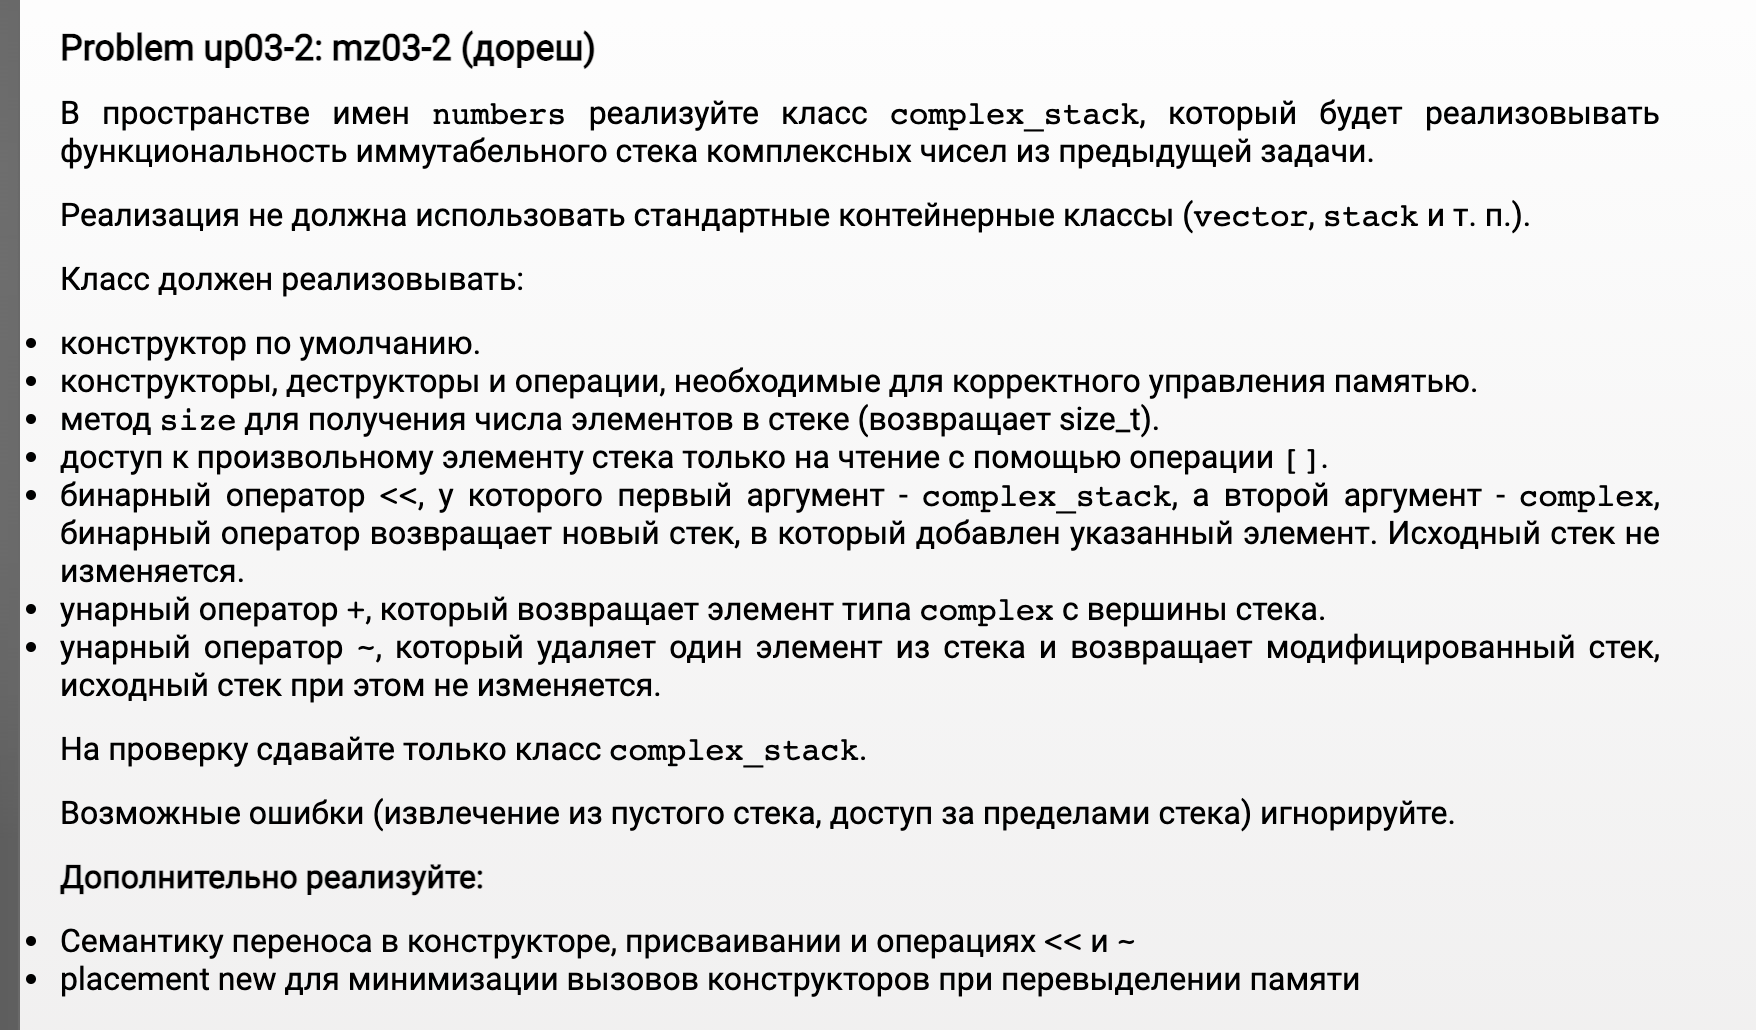 Problem up03-2: mz03-2 (дореш)
В пространстве имен numbers реализуйте класс complex_stack, который будет реализовывать
функциональность иммутабельного стека комплексных чисел из предыдущей задачи.
Реализация не должна использовать стандартные контейнерные классы (vector, stack и т. п.).
Класс должен реализовывать:
• конструктор по умолчанию.
• конструкторы, деструкторы и операции, необходимые для корректного управления памятью.
• метод size для получения числа элементов в стеке (возвращает size_t).
• доступ к произвольному элементу стека только на чтение с помощью операции [].
• бинарный оператор <<, у которого первый аргумент - complex_stack, а второй аргумент - complex,
бинарный оператор возвращает новый стек, в который добавлен указанный элемент. Исходный стек не
изменяется.
• унарный оператор +, который возвращает элемент типа complex с вершины стека.
• унарный оператор ~, который удаляет один элемент из стека и возвращает модифицированный стек,
исходный стек при этом не изменяется.
На проверку сдавайте только класс complex_stack.
Возможные ошибки (извлечение из пустого стека, доступ за пределами стека) игнорируйте.
Дополнительно реализуйте:
• Семантику переноса в конструкторе, присваивании и операциях << и ~
• placement new для минимизации вызовов конструкторов при перевыделении памяти